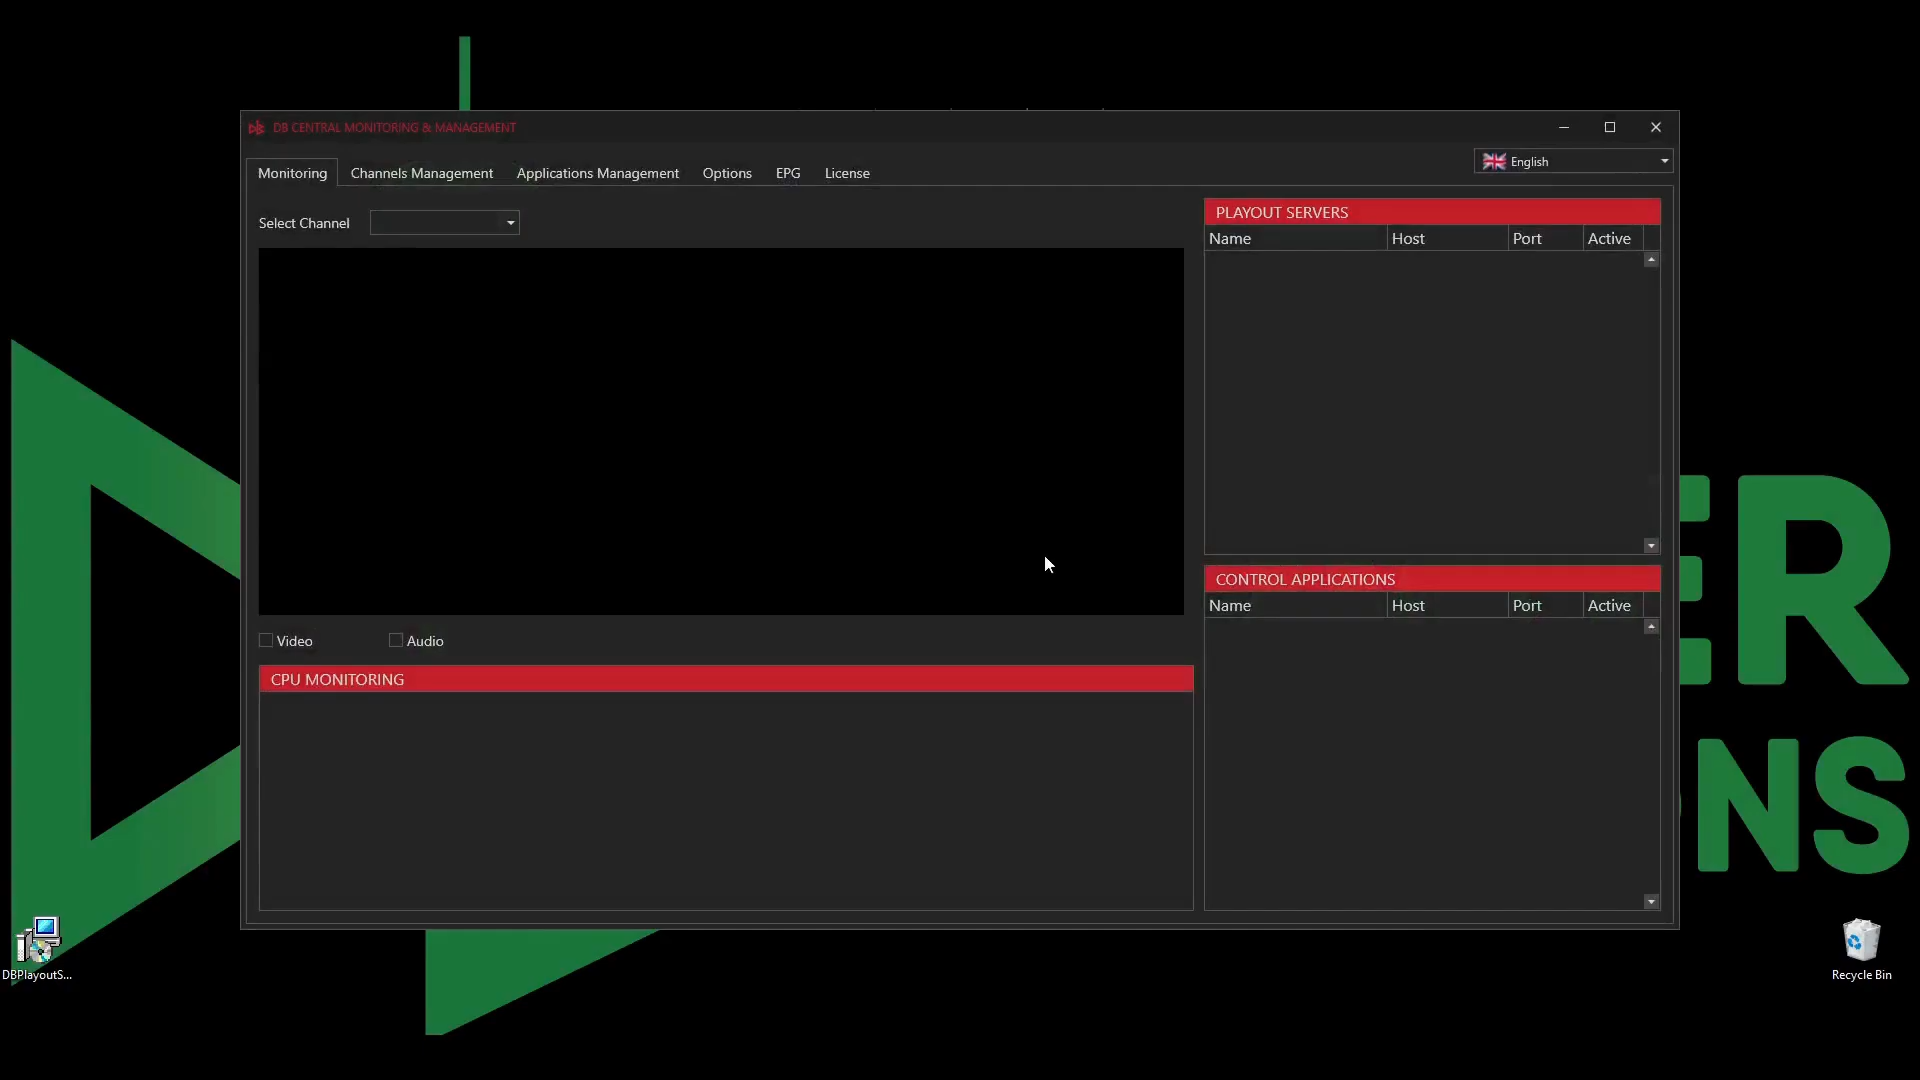 DB CENTRAL MONITORING & MANAGEMENT
Monitoring
Channels Management
Applications Management
Options
EPG
License
English
Select Channel
PLAYOUT SERVERS
Name Host Port Active
Video
Audio
CPU MONITORING
CONTROL APPLICATIONS
Name Host Port Active
ER
NS
DBPlayoutS...
Recycle Bin